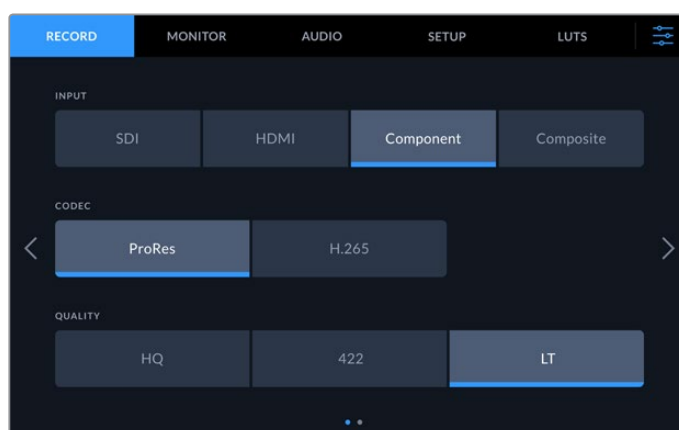 RECORD MONITOR AUDIO SETUP LUTS
INPUT
SDI HDMI Component Composite
CODEC
ProRes H.265
QUALITY
HQ 422 LT